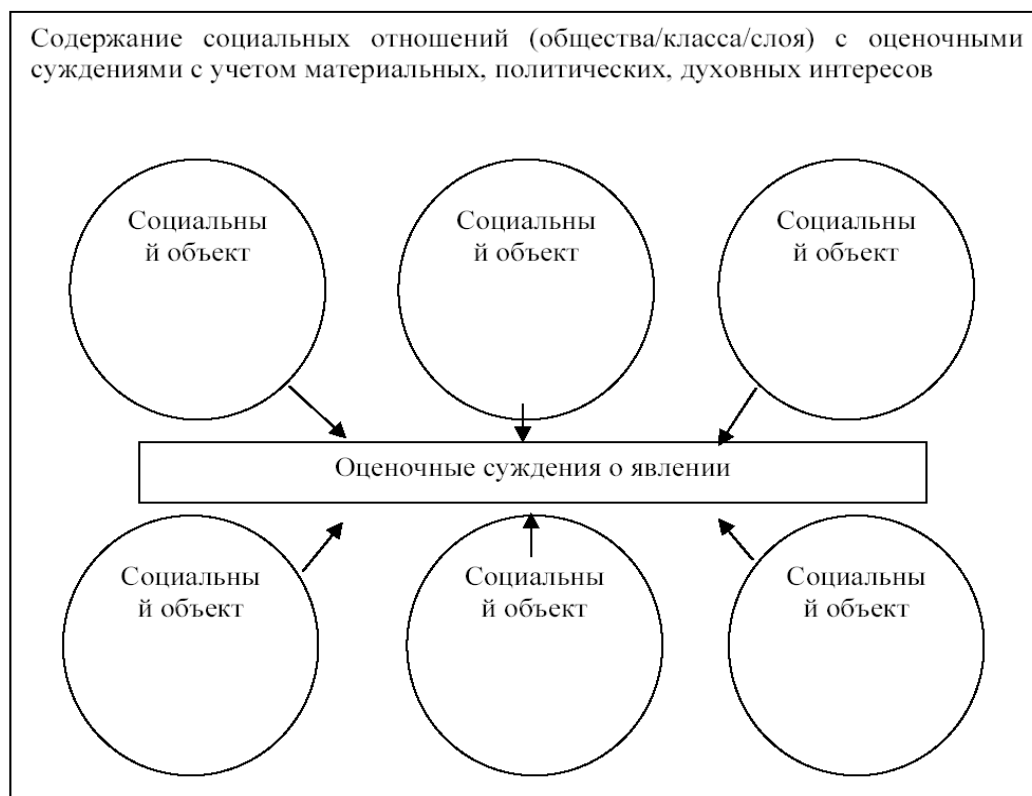 Содержание социальных отношений (общества/класса/слоя) с оценочными
суждениями с учетом материальных, политических, духовных интересов
Социальны
й объект
Социальны
й объект
Социальны
й объект
Оценочные суждения о явлении
Социальны
й объект
Социальны
й объект
Социальны
й объект